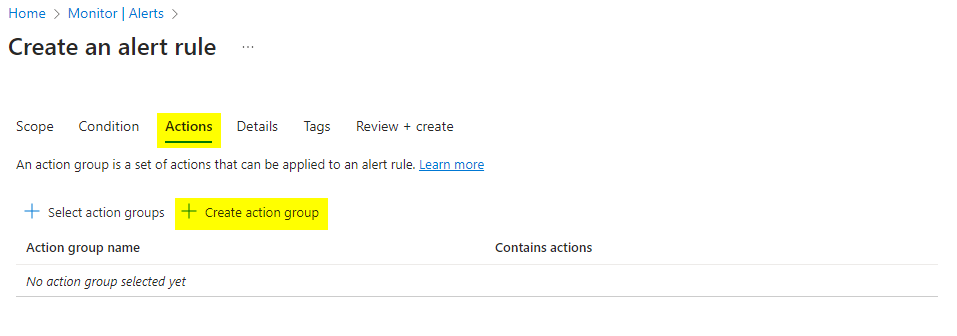 Home > Monitor | Alerts >
Create an alert rule ...
Scope Condition Actions Details Tags Review + create
An action group is a set of actions that can be applied to an alert rule. Learn more
+ Select action groups + Create action group
Action group name Contains actions
No action group selected yet